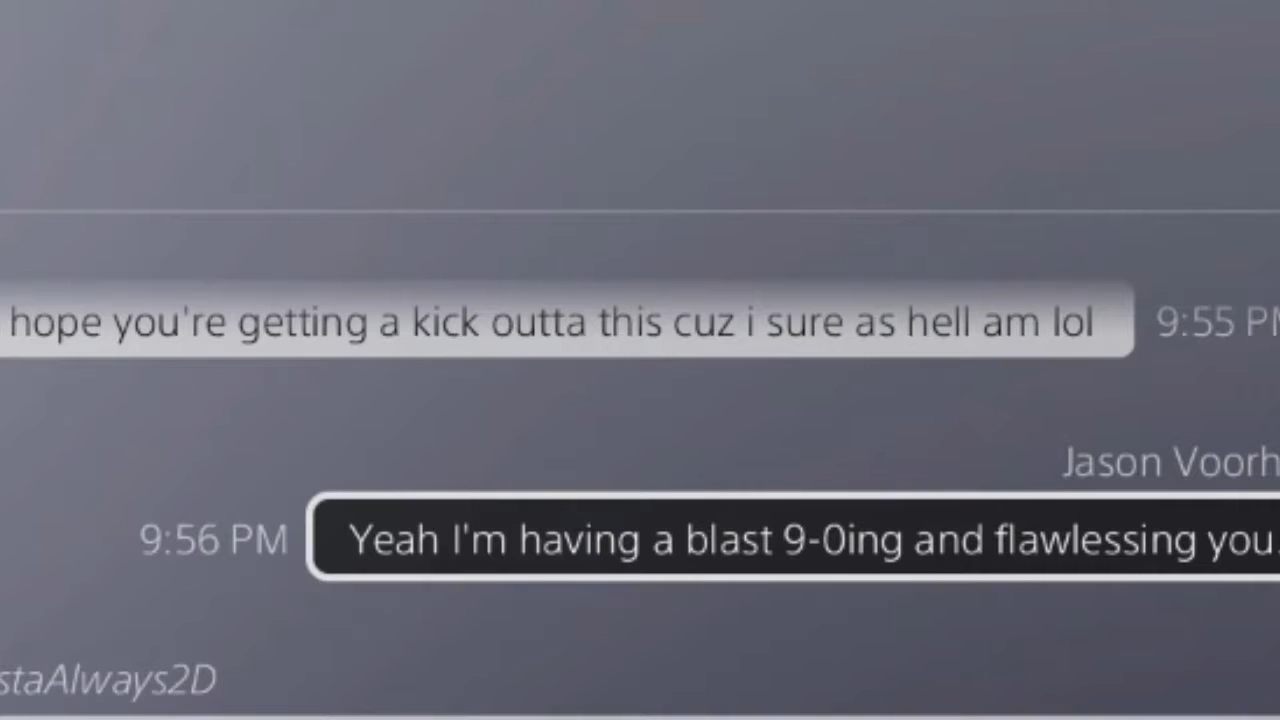 hope you're getting a kick outta this cuz i sure as hell am lol 9:55 PM
Jason Voorh
9:56 PM Yeah I'm having a blast 9-0ing and flawlessing you.
staAlways2D